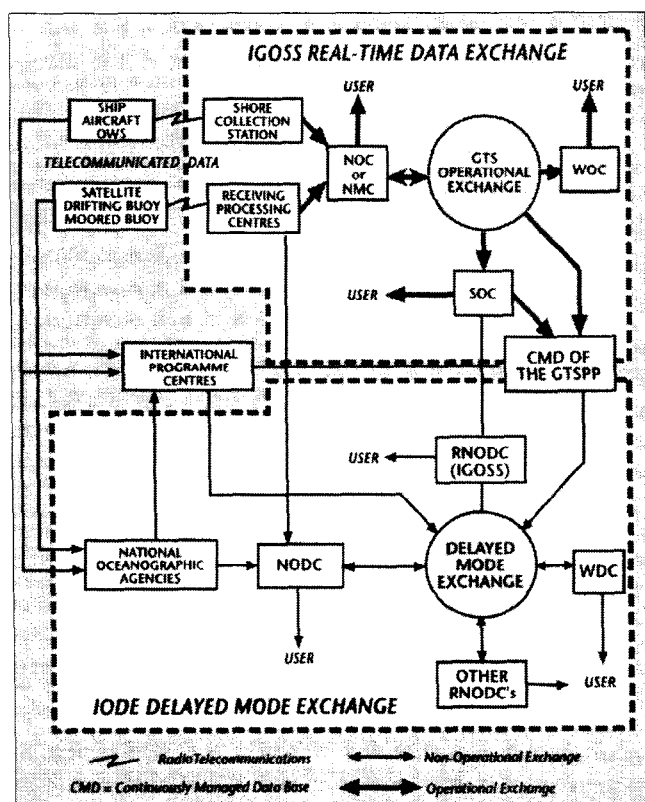 IGOSS REAL-TIME DATA EXCHANGE
USER
USER
SHIP
AIRCRAFT
OWS
SHORE
COLLECTION
STATION
NOC
or
NMC
GTS
OPERATIONAL
EXCHANGE
WOC
TELECOMMUNICATED DATA
SATELLITE
DRIFTING BUOY
MOORED BUOY
RECEIVING
PROCESSING
CENTRES
USER
SOC
INTERNATIONAL
PROGRAMME
CENTRES
CMD OF
THE GTSPP
USER
RNODC
(IGOSS)
NATIONAL
OCEANOGRAPHIC
AGENCIES
NODC
DELAYED
MODE
EXCHANGE
WDC
USER
OTHER
RNODC's
USER
IODE DELAYED MODE EXCHANGE
RadioTelecommunications
Non-Operational Exchange
CMD = Continuously Managed Data Base
Operational Exchange